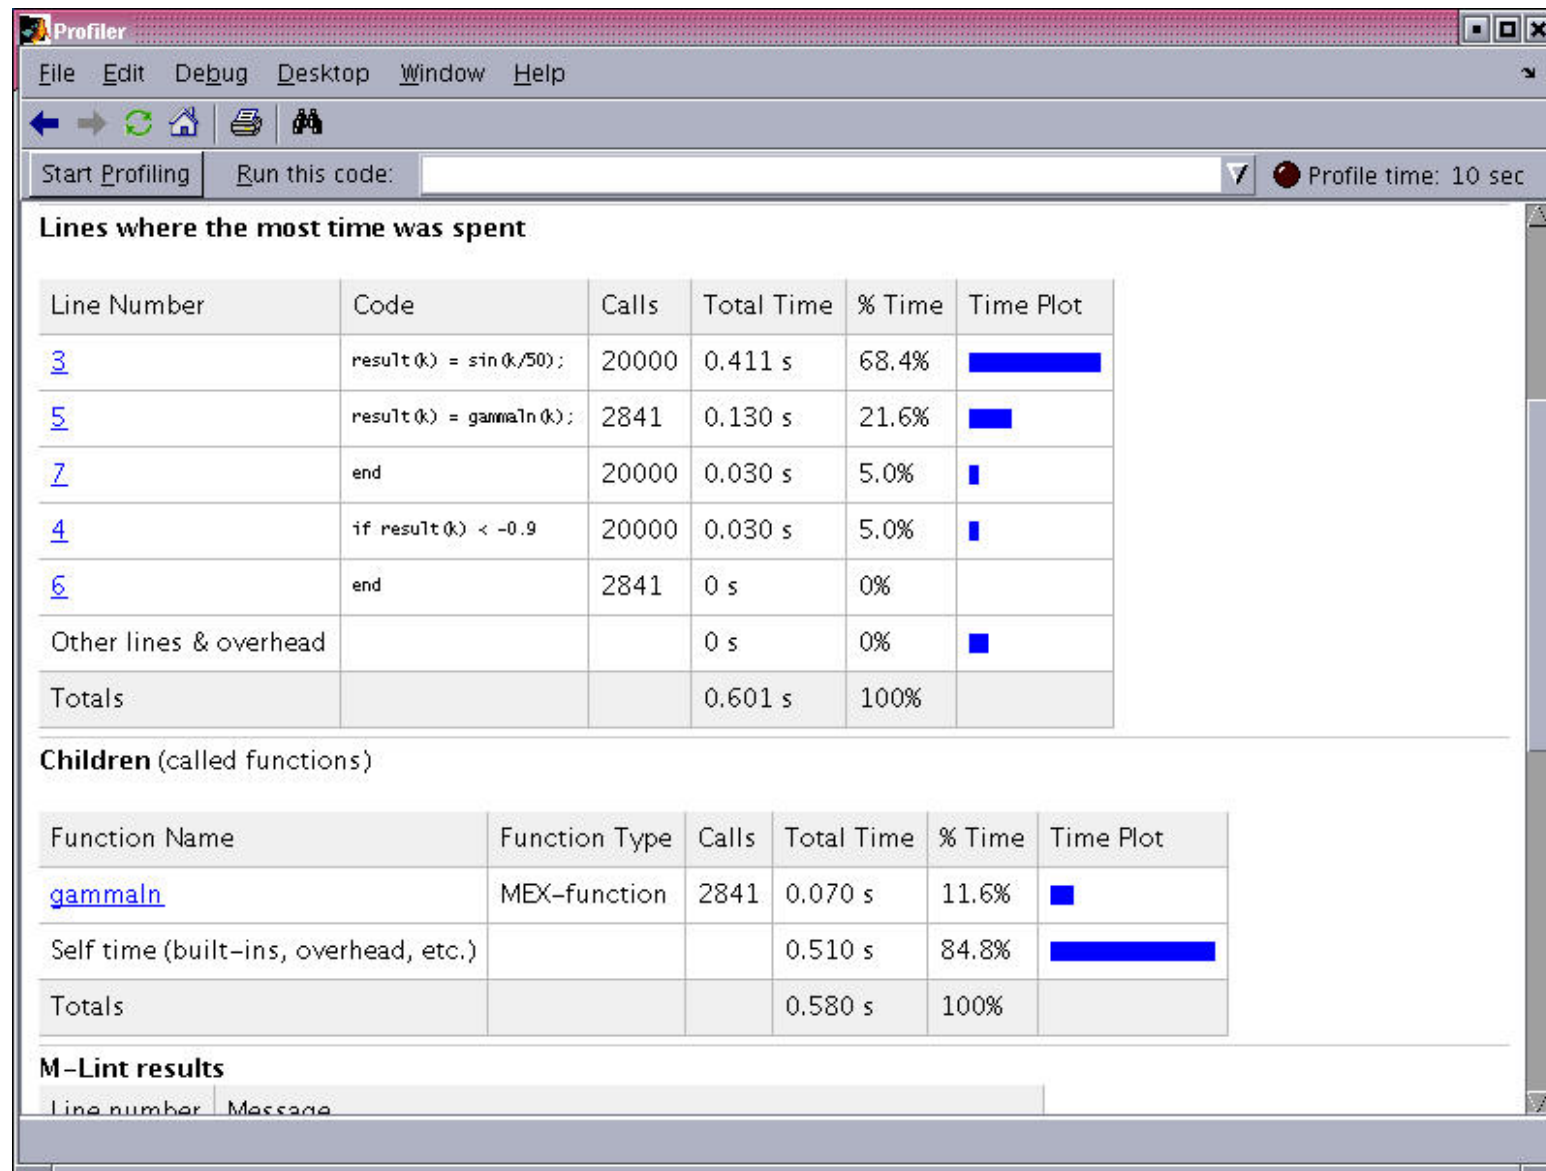 Profiler
File Edit Debug Desktop Window Help
Start Profiling Run this code: Profile time: 10 sec
Lines where the most time was spent
Line Number Code Calls Total Time % Time Time Plot
3 result(k) = sin(k/50); 20000 0.411 s 68.4%
5 result(k) = gammaln(k); 2841 0.130 s 21.6%
7 end 20000 0.030 s 5.0%
4 if result(k) < -0.9 20000 0.030 s 5.0%
6 end 2841 0 s 0%
Other lines & overhead 0 s 0%
Totals 0.601 s 100%
Children (called functions)
Function Name Function Type Calls Total Time % Time Time Plot
gammaln MEX-function 2841 0.070 s 11.6%
Self time (built-ins, overhead, etc.) 0.510 s 84.8%
Totals 0.580 s 100%
M-Lint results
Line number Message